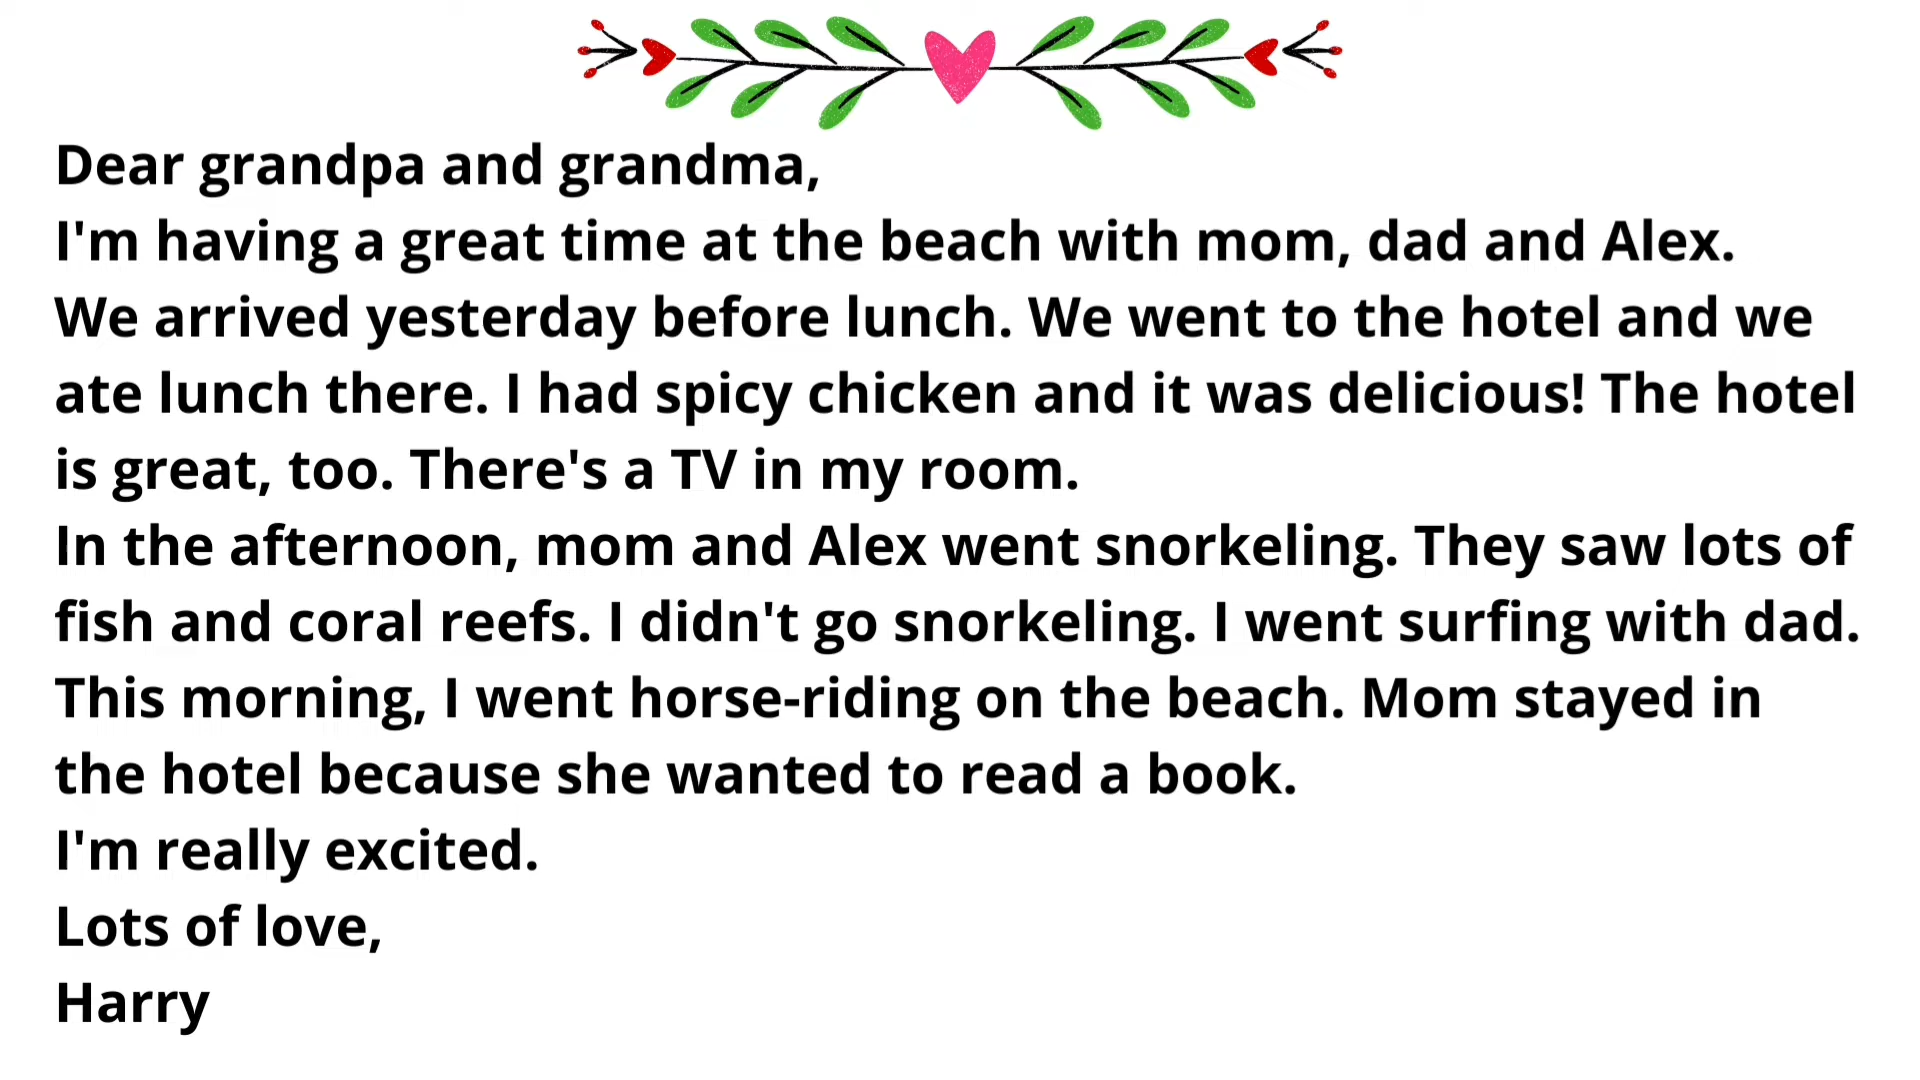 Dear grandpa and grandma,
I'm having a great time at the beach with mom, dad and Alex.
We arrived yesterday before lunch. We went to the hotel and we
ate lunch there. I had spicy chicken and it was delicious! The hotel
is great, too. There's a TV in my room.
In the afternoon, mom and Alex went snorkeling. They saw lots of
fish and coral reefs. I didn't go snorkeling. I went surfing with dad.
This morning, I went horse-riding on the beach. Mom stayed in
the hotel because she wanted to read a book.
I'm really excited.
Lots of love,
Harry